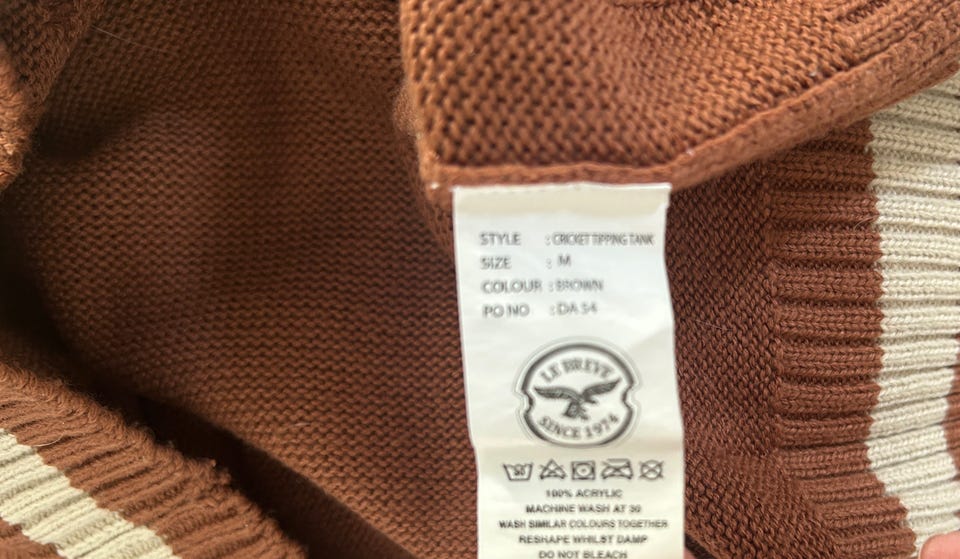 STYLE : CRICKET TIPPING TANK
SIZE : M
COLOUR : BROWN
PO NO : DA 54
LE BREVE
SINCE 1974
30
100% ACRYLIC
MACHINE WASH AT 30
WASH SIMILAR COLOURS TOGETHER
RESHAPE WHILST DAMP
DO NOT BLEACH